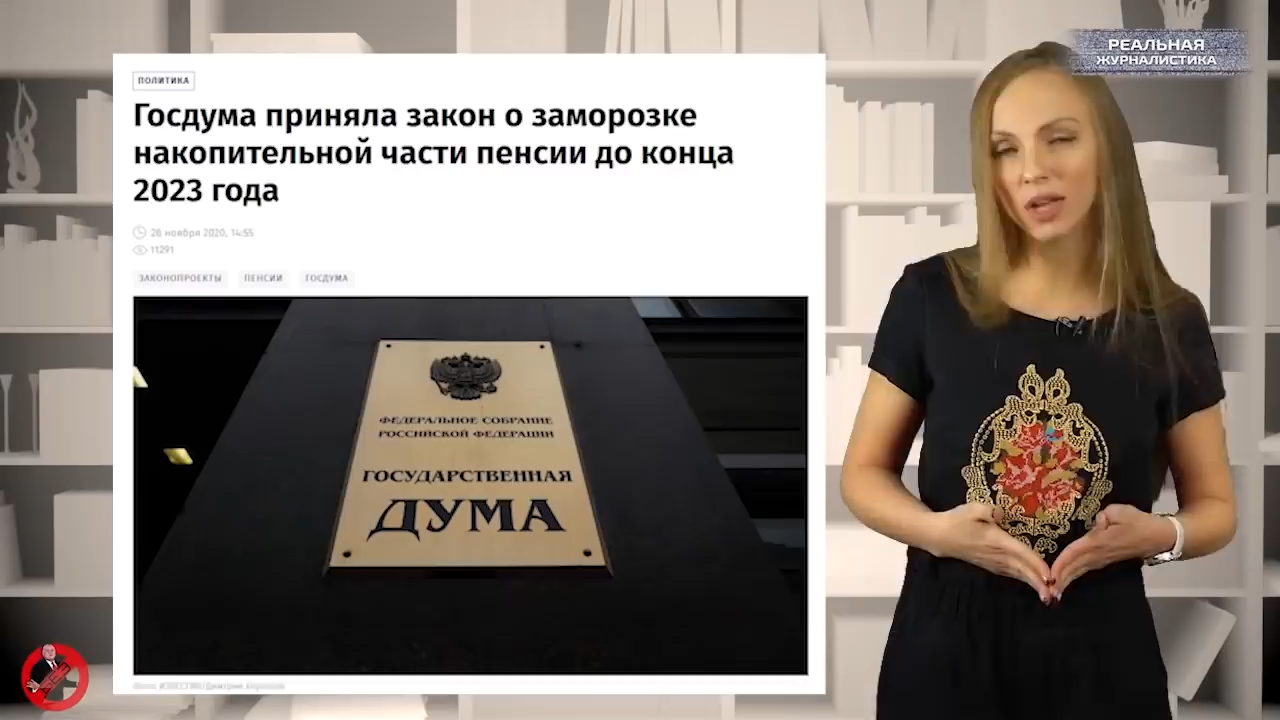 РЕАЛЬНАЯ
ЖУРНАЛИСТИКА
ПОЛИТИКА
Госдума приняла закон о заморозке
накопительной части пенсии до конца
2023 года
26 ноября 2020, 14:55
11291
ЗАКОНОПРОЕКТЫ ПЕНСИИ ГОСДУМА
ФЕДЕРАЛЬНОЕ СОБРАНИЕ
РОССИЙСКОЙ ФЕДЕРАЦИИ
ГОСУДАРСТВЕННАЯ
ДУМА